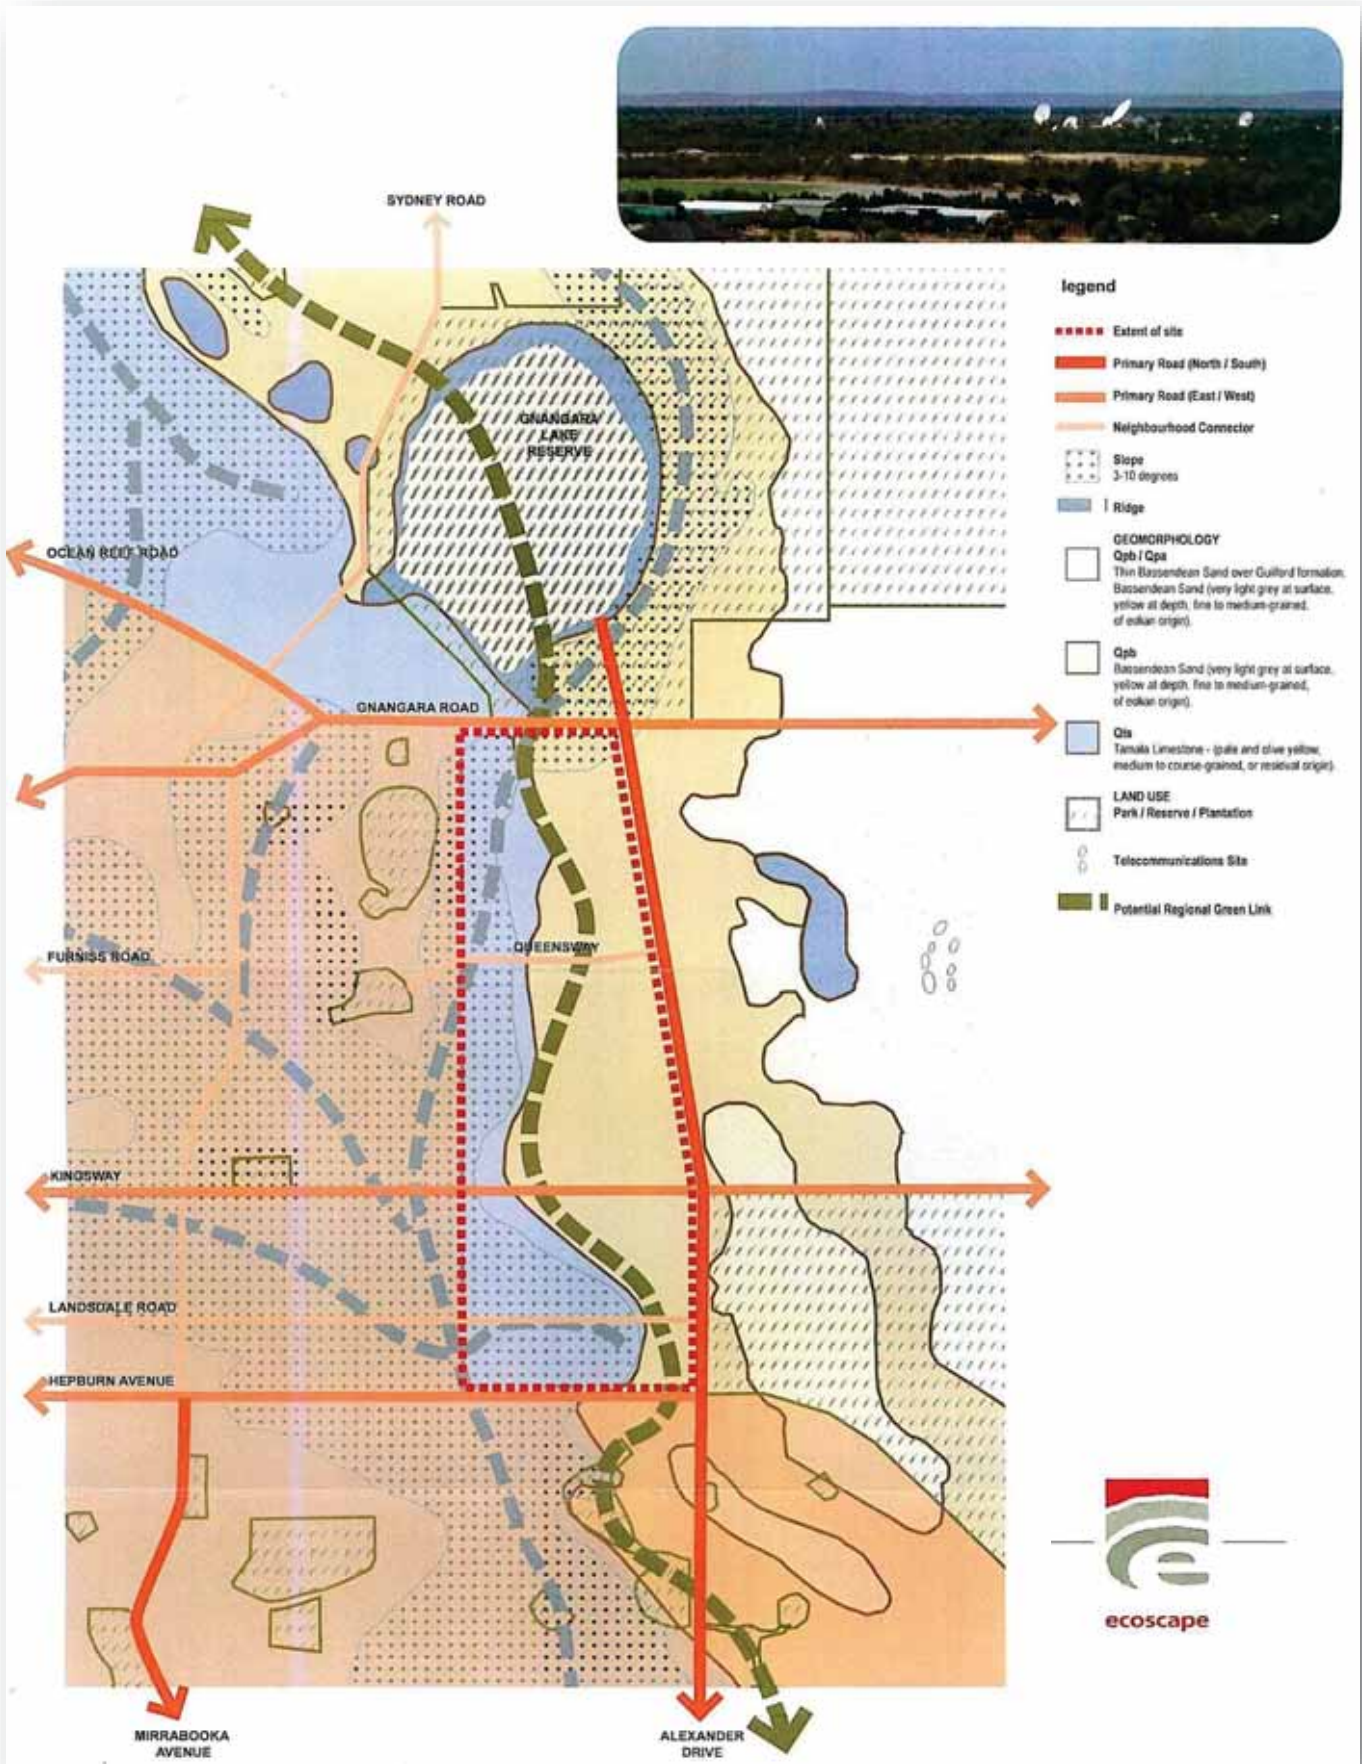 SYDNEY ROAD
GNANGARA
LAKE
RESERVE
OCEAN REEF ROAD
GNANGARA ROAD
QUEENSWAY
FURNISS ROAD
KINGSWAY
LANDSDALE ROAD
HEPBURN AVENUE
MIRRABOOKA
AVENUE
ALEXANDER
DRIVE
legend
Extent of site
Primary Road (North / South)
Primary Road (East / West)
Neighbourhood Connector
Slope
3-10 degrees
Ridge
GEOMORPHOLOGY
Qpb / Qpa
Thin Bassendean Sand over Guilford formation.
Bassendean Sand (very light grey at surface,
yellow at depth, fine to medium-grained,
of eolian origin).
Qpb
Bassendean Sand (very light grey at surface,
yellow at depth, fine to medium-grained,
of eolian origin).
Qts
Tamala Limestone - (pale and olive yellow,
medium to course-grained, or residual origin).
LAND USE
Park / Reserve / Plantation
Telecommunications Site
Potential Regional Green Link
ecoscape